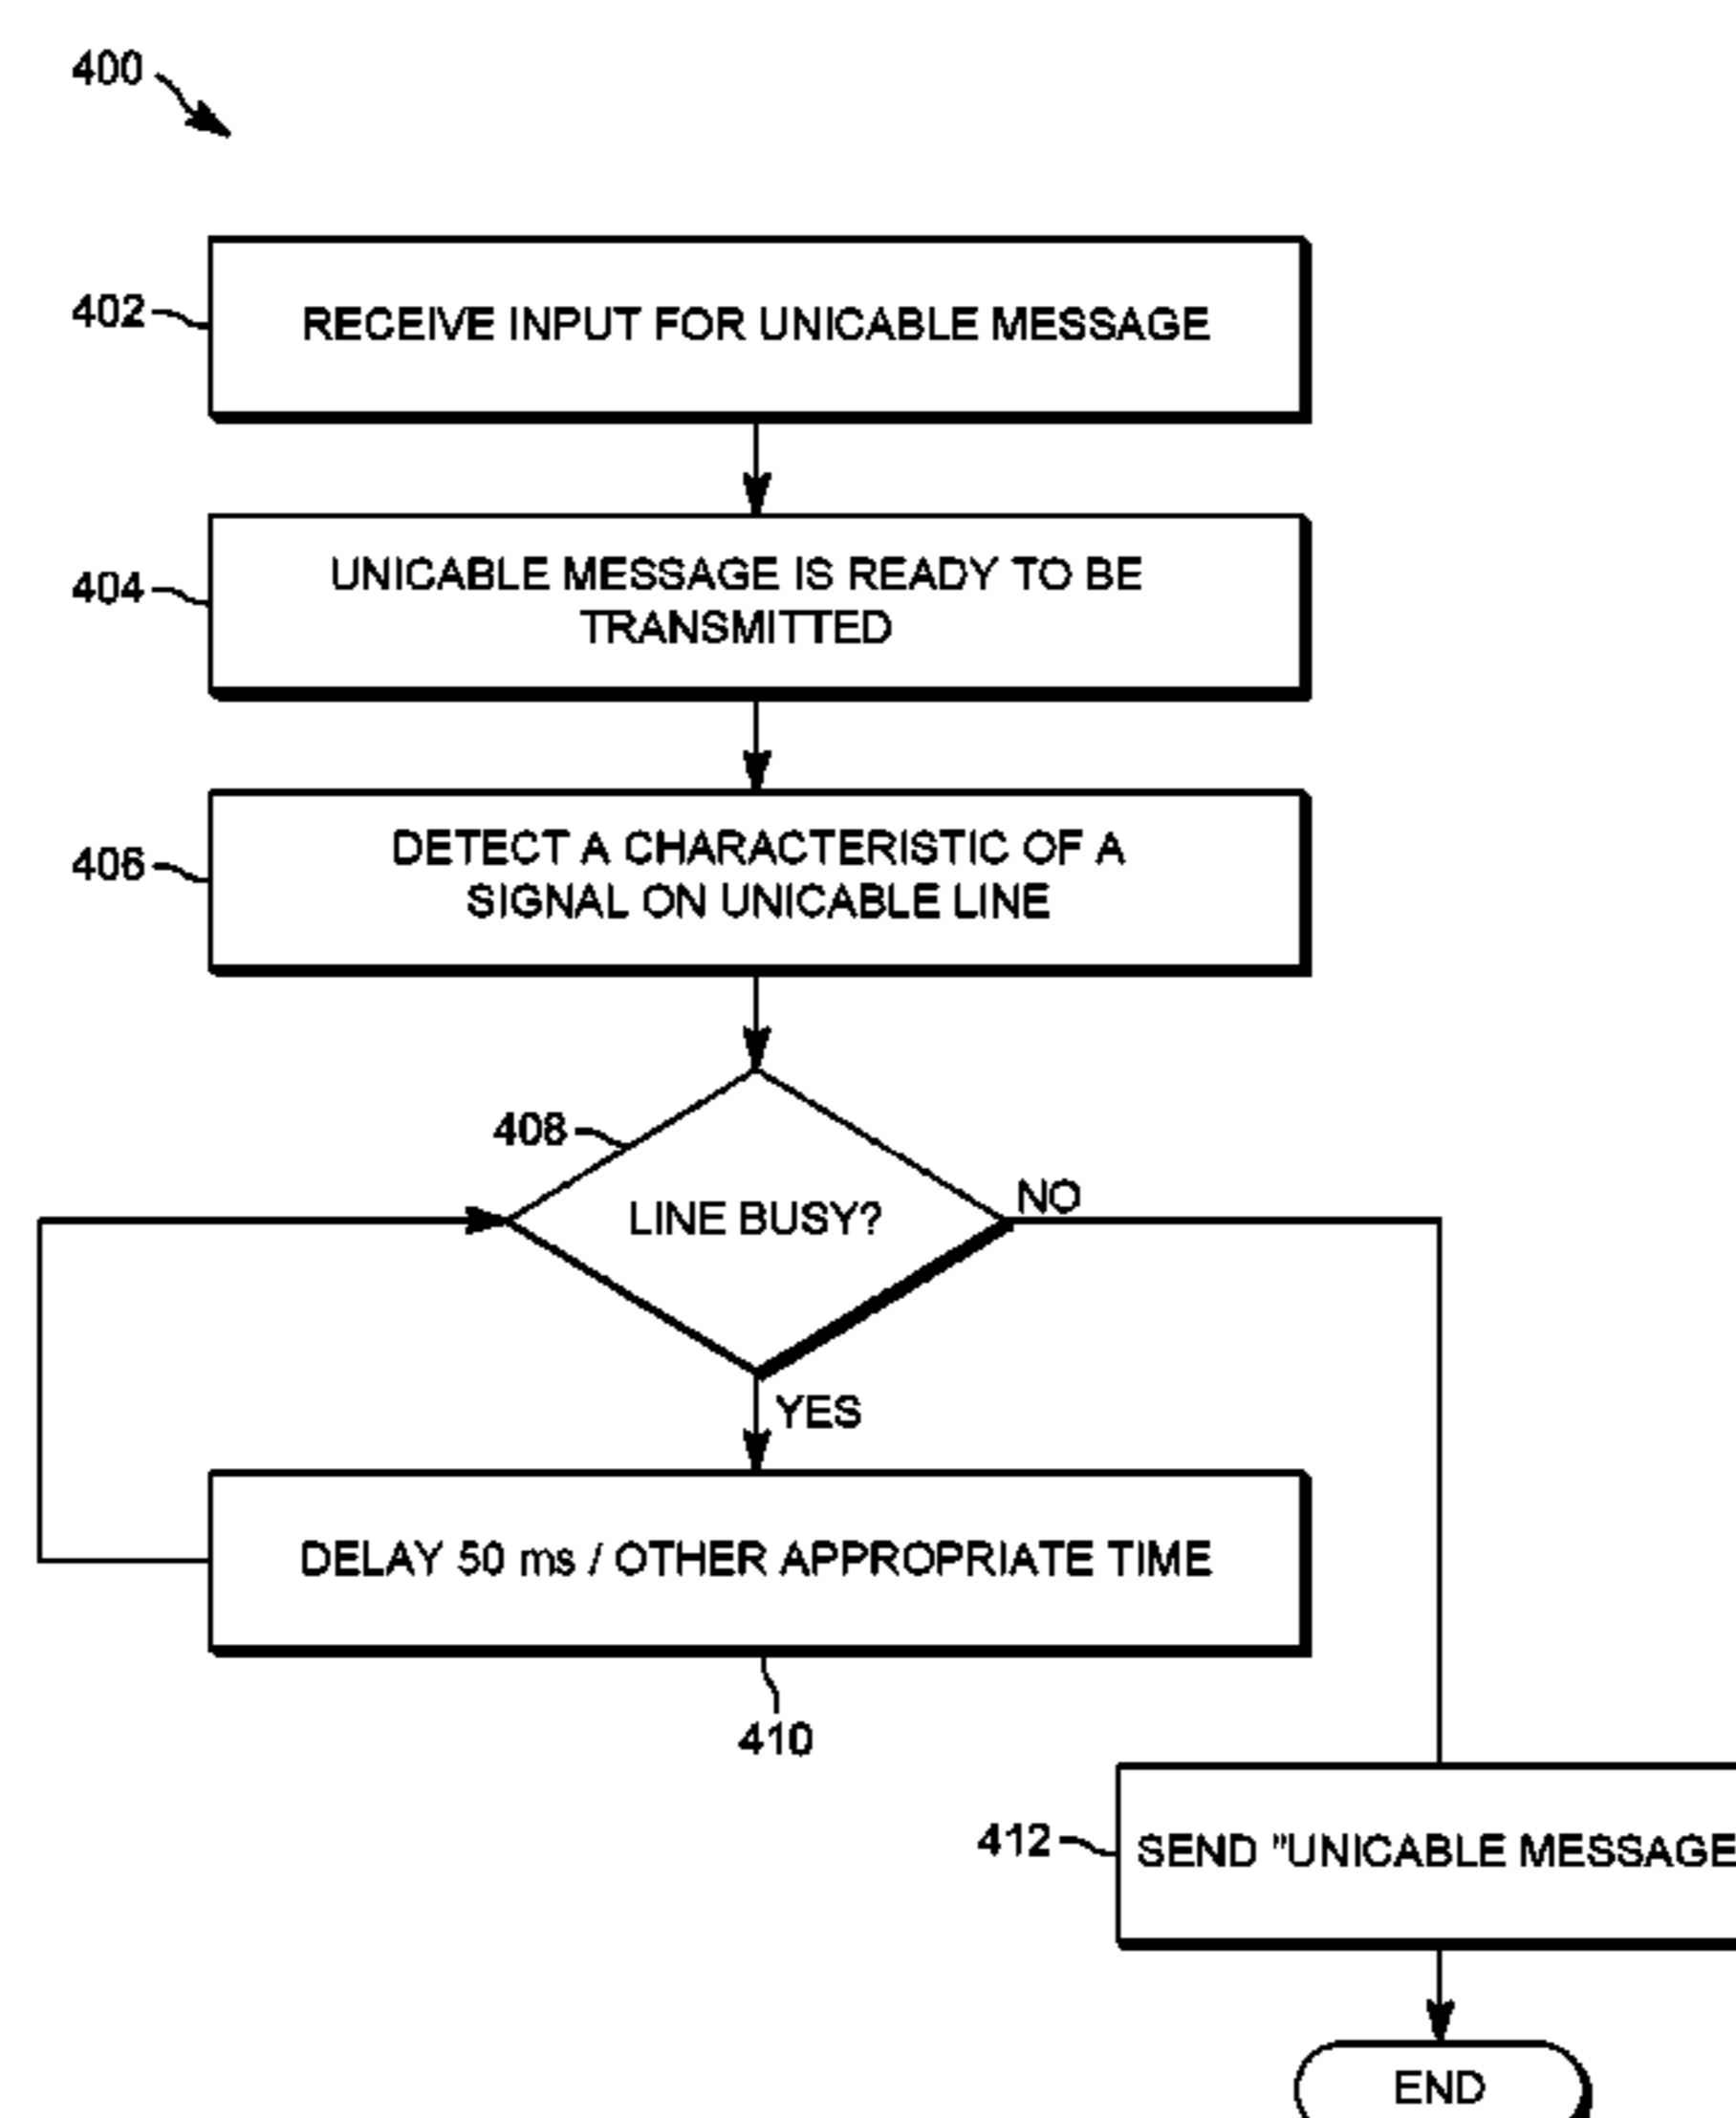 400
402
RECEIVE INPUT FOR UNICABLE MESSAGE
404
UNICABLE MESSAGE IS READY TO BE
TRANSMITTED
406
DETECT A CHARACTERISTIC OF A
SIGNAL ON UNICABLE LINE
408
LINE BUSY?
NO
YES
DELAY 50 ms / OTHER APPROPRIATE TIME
410
412
SEND "UNICABLE MESSAGE
END